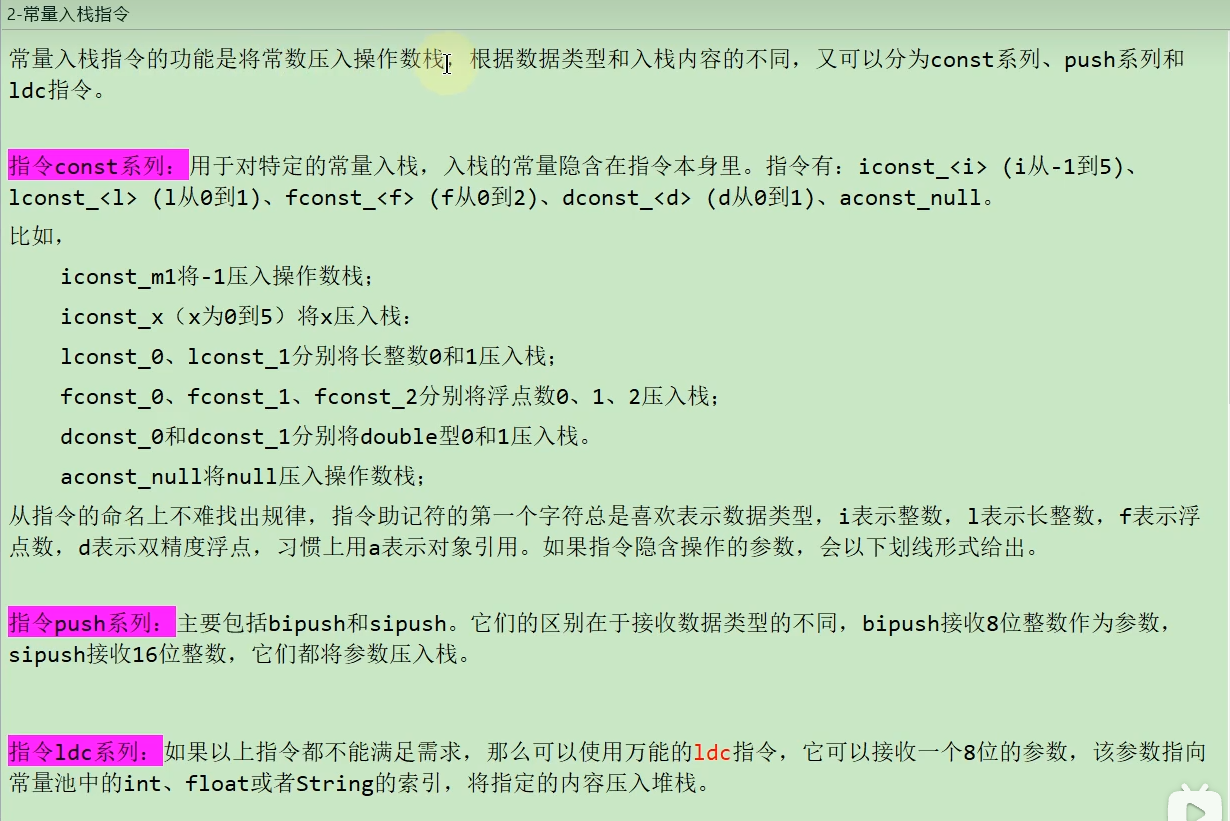 2-常量入栈指令
常量入栈指令的功能是将常数压入操作数栈，根据数据类型和入栈内容的不同，又可以分为const系列、push系列和
ldc指令。
指令const系列：用于对特定的常量入栈，入栈的常量隐含在指令本身里。指令有：iconst_<i> (i从-1到5)、
lconst_<l> (l从0到1)、fconst_<f> (f从0到2)、dconst_<d> (d从0到1)、aconst_null。
比如，
iconst_m1将-1压入操作数栈；
iconst_x（x为0到5）将x压入栈：
lconst_0、lconst_1分别将长整数0和1压入栈；
fconst_0、fconst_1、fconst_2分别将浮点数0、1、2压入栈；
dconst_0和dconst_1分别将double型0和1压入栈。
aconst_null将null压入操作数栈；
从指令的命名上不难找出规律，指令助记符的第一个字符总是喜欢表示数据类型，i表示整数，l表示长整数，f表示浮
点数，d表示双精度浮点，习惯上用a表示对象引用。如果指令隐含操作的参数，会以下划线形式给出。
指令push系列：主要包括bipush和sipush。它们的区别在于接收数据类型的不同，bipush接收8位整数作为参数，
sipush接收16位整数，它们都将参数压入栈。
指令ldc系列：如果以上指令都不能满足需求，那么可以使用万能的ldc指令，它可以接收一个8位的参数，该参数指向
常量池中的int、float或者String的索引，将指定的内容压入堆栈。